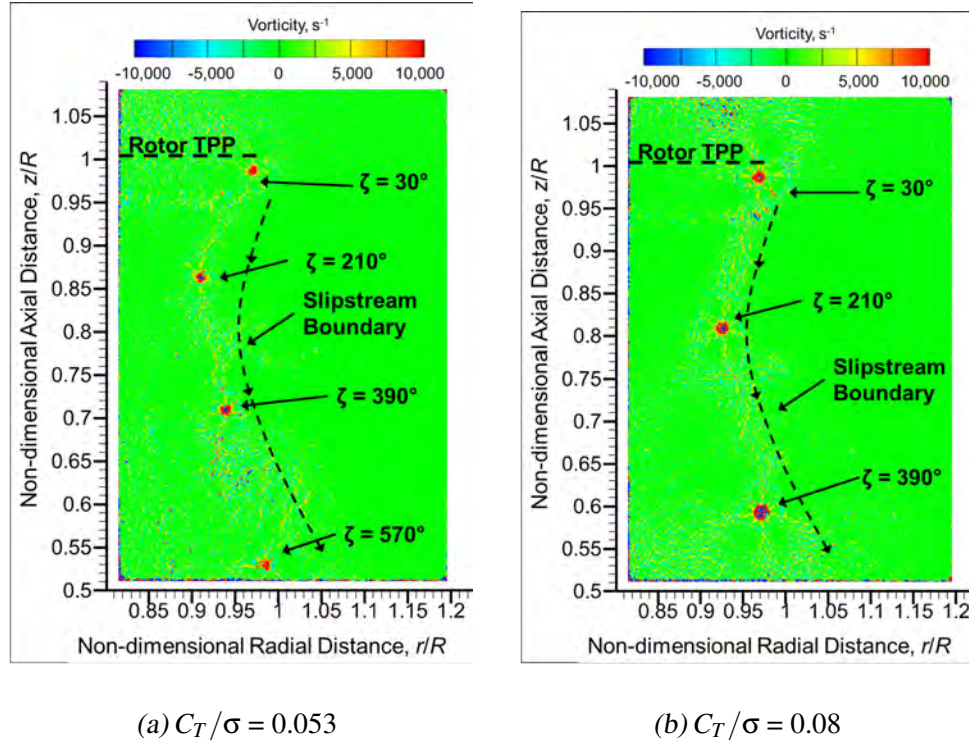 Vorticity, s⁻¹
-10,000 -5,000 0 5,000 10,000
Non-dimensional Axial Distance, z/R
1.05
1
0.95
0.9
0.85
0.8
0.75
0.7
0.65
0.6
0.55
0.5
Rotor TPP
ζ = 30°
ζ = 210°
Slipstream
Boundary
ζ = 390°
ζ = 570°
0.85 0.9 0.95 1 1.05 1.1 1.15 1.2
Non-dimensional Radial Distance, r/R
(a) C_T/σ = 0.053
Vorticity, s⁻¹
-10,000 -5,000 0 5,000 10,000
Non-dimensional Axial Distance, z/R
1.05
1
0.95
0.9
0.85
0.8
0.75
0.7
0.65
0.6
0.55
0.5
Rotor TPP
ζ = 30°
ζ = 210°
Slipstream
Boundary
ζ = 390°
0.85 0.9 0.95 1 1.05 1.1 1.15 1.2
Non-dimensional Radial Distance, r/R
(b) C_T/σ = 0.08